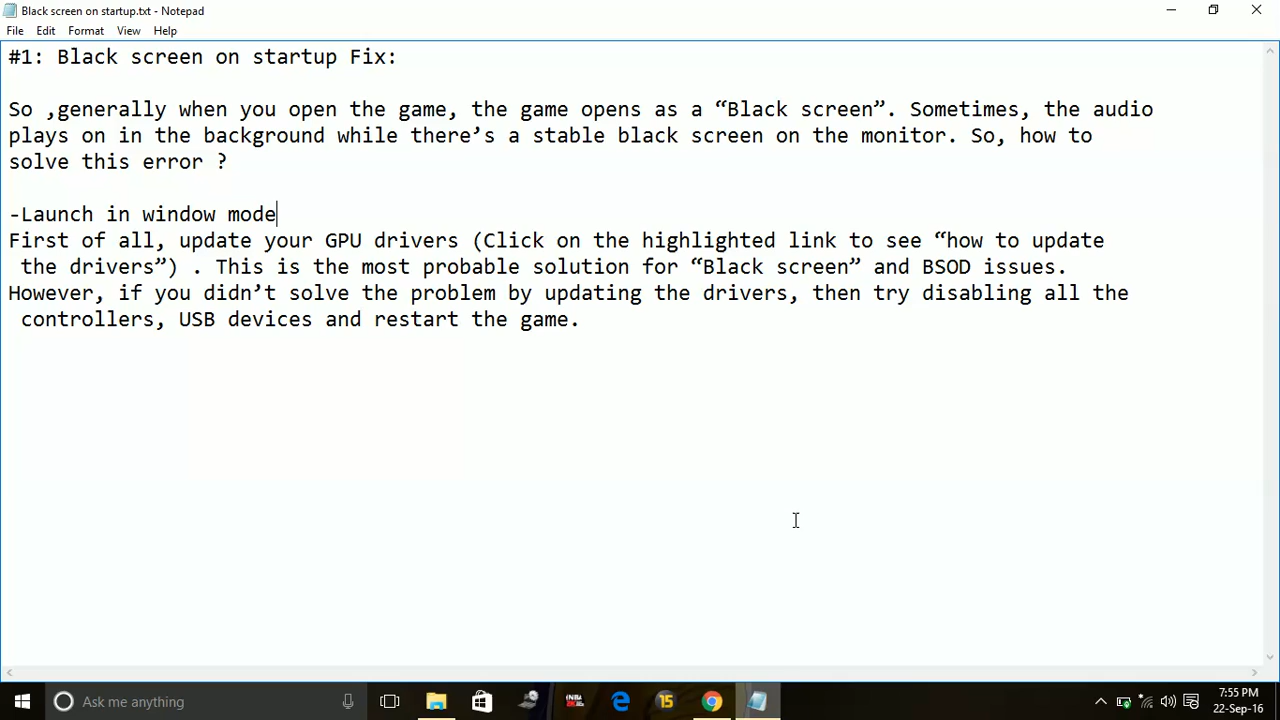 Black screen on startup.txt - Notepad
File Edit Format View Help
#1: Black screen on startup Fix:
So ,generally when you open the game, the game opens as a “Black screen”. Sometimes, the audio
plays on in the background while there’s a stable black screen on the monitor. So, how to
solve this error ?
-Launch in window mode
First of all, update your GPU drivers (Click on the highlighted link to see “how to update
the drivers”) . This is the most probable solution for “Black screen” and BSOD issues.
However, if you didn’t solve the problem by updating the drivers, then try disabling all the
controllers, USB devices and restart the game.
Ask me anything
15
7:55 PM
22-Sep-16